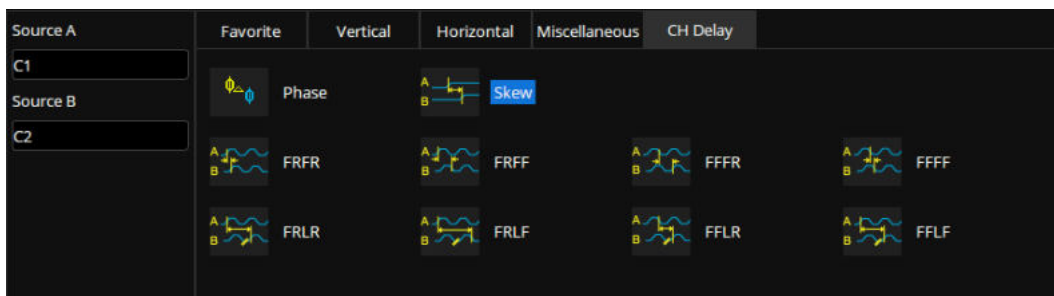 Source A
C1
Source B
C2
Favorite Vertical Horizontal Miscellaneous CH Delay
Φ Φ Phase A B Skew
A B FRFR A B FRFF A B FFFR A B FFFF
A B FRLR A B FRLF A B FFLR A B FFLF